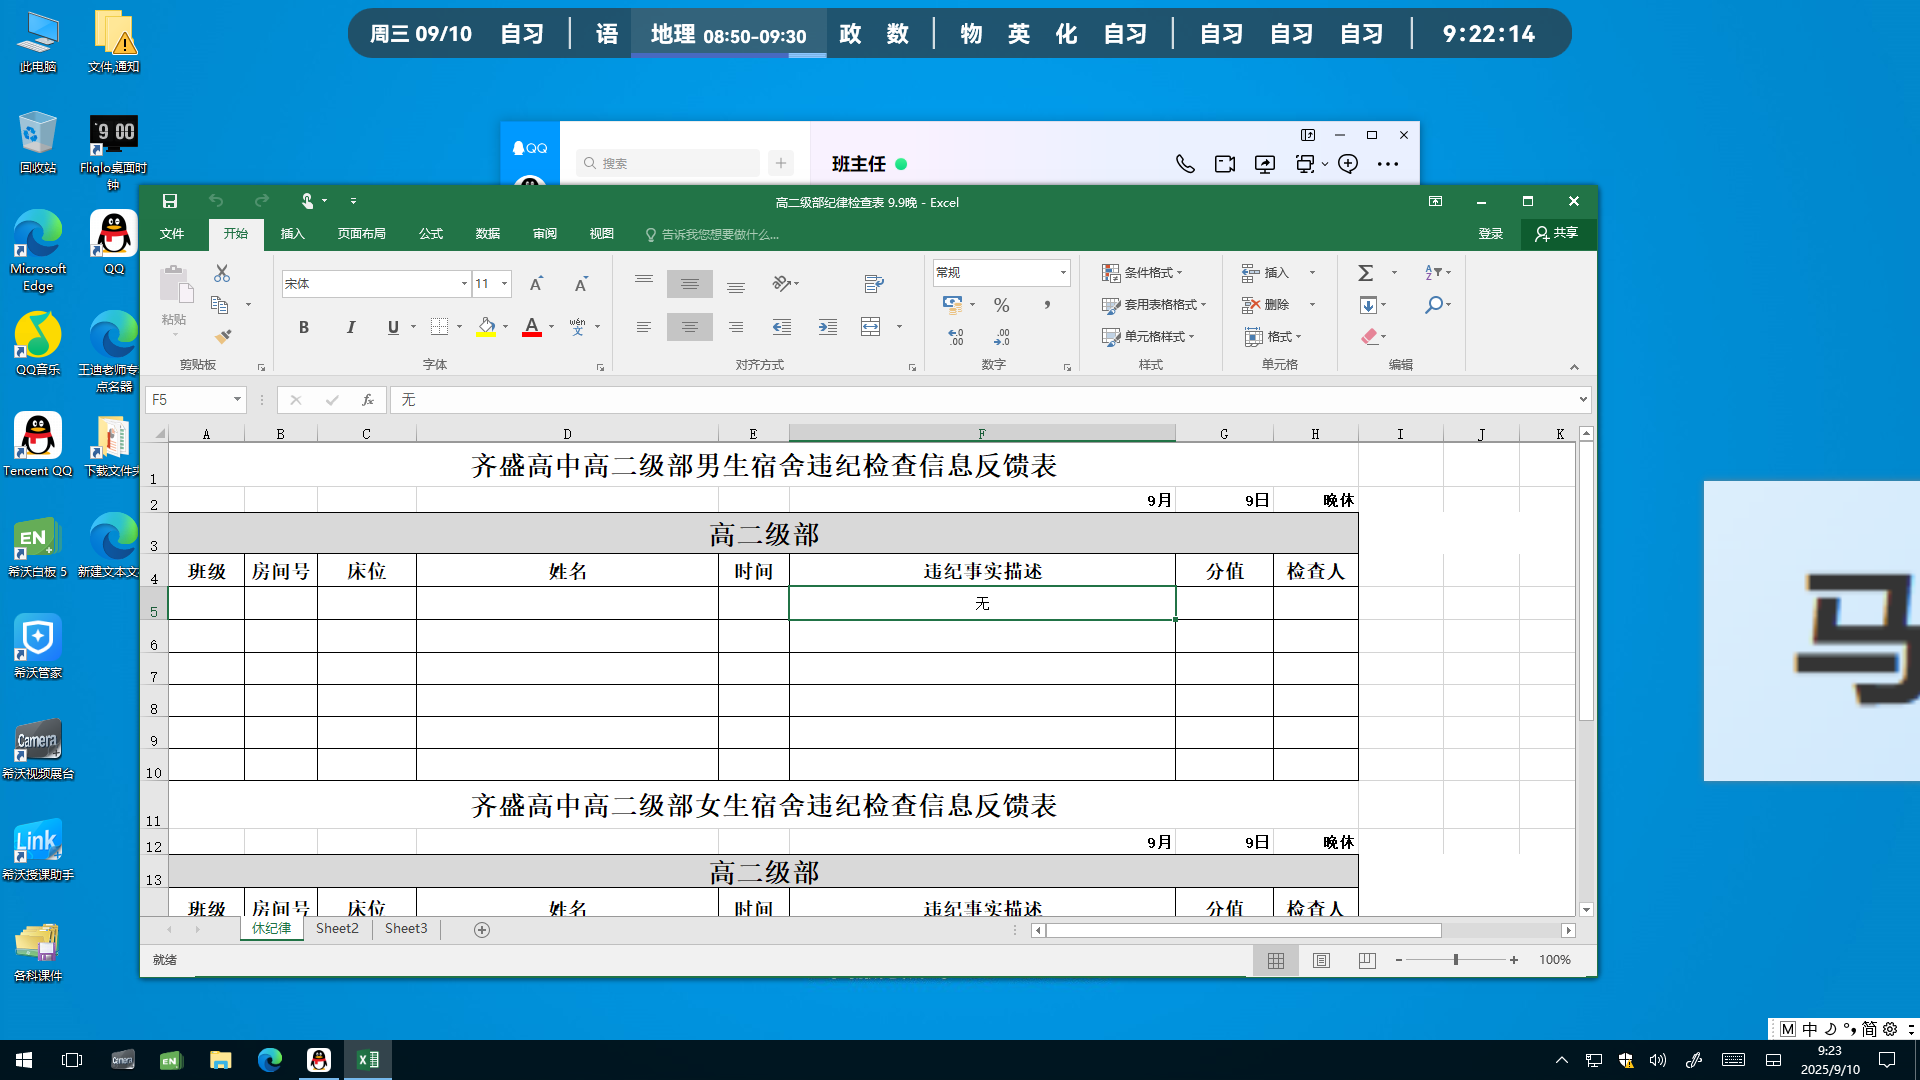 周三 09/10 自习 语 地理 08:50-09:30 政 数 物 英 化 自习 自习 自习 自习 9:22:14
此电脑
文件,通知
回收站
9 00
Fliqlo桌面时钟
Microsoft Edge
QQ
QQ音乐
王迪老师专
点名器
Tencent QQ
下载文件夹
EN
希沃白板 5
新建文本文
希沃管家
Camera
希沃视频展台
Link
希沃授课助手
各科课件
QQ
搜索
班主任
高二级部纪律检查表 9.9晚 - Excel
文件 开始 插入 页面布局 公式 数据 审阅 视图 告诉我您想要做什么... 登录 共享
粘贴
剪贴板
宋体 11
B I U A wén 文
字体
对齐方式
常规
% ,
数字
条件格式
套用表格格式
单元格样式
样式
插入
删除
格式
单元格
编辑
F5 fx 无
A B C D E F G H I J K
1 齐盛高中高二级部男生宿舍违纪检查信息反馈表
2 9月 9日 晚休
3 高二级部
4 班级 房间号 床位 姓名 时间 违纪事实描述 分值 检查人
5 无
6
7
8
9
10
11 齐盛高中高二级部女生宿舍违纪检查信息反馈表
12 9月 9日 晚休
13 高二级部
班级 房间号 床位 姓名 时间 违纪事实描述 分值 检查人
休纪律 Sheet2 Sheet3
就绪 100%
马
M 中 简
9:23
2025/9/10